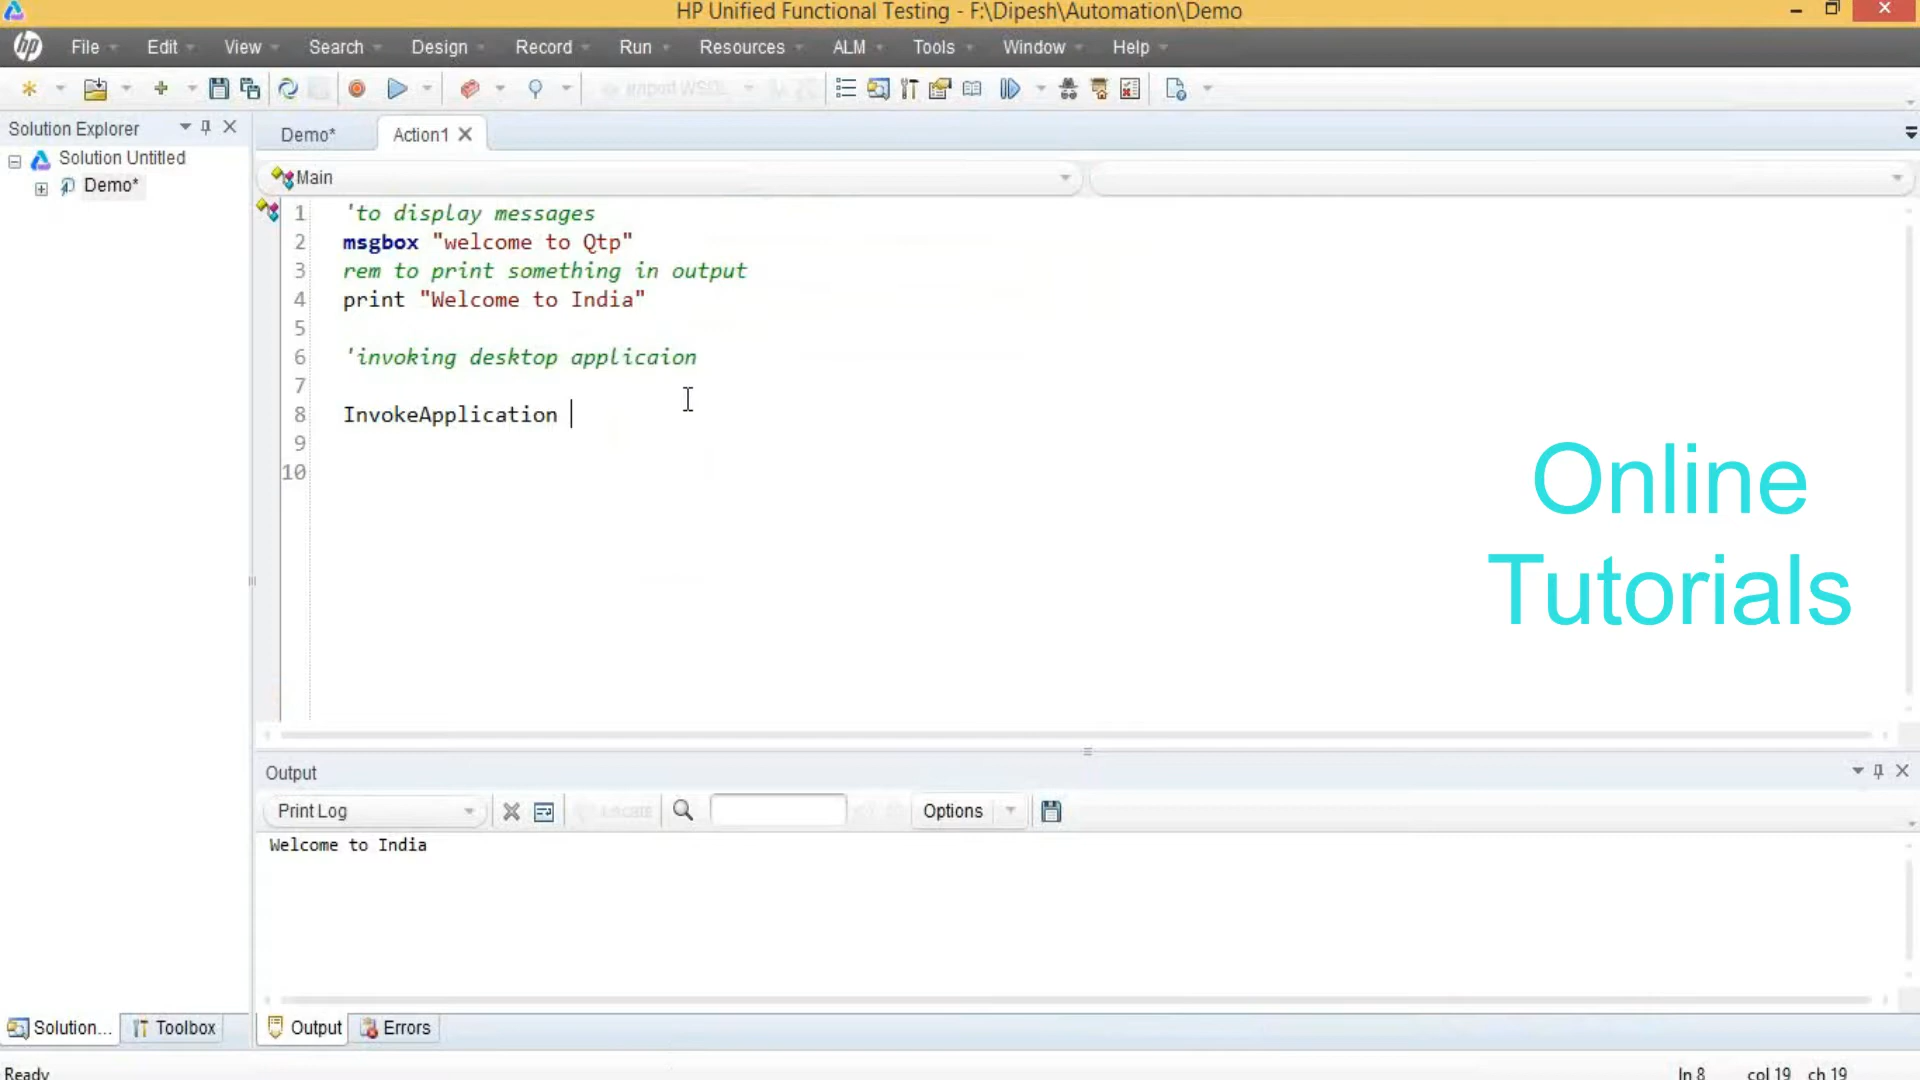 HP Unified Functional Testing - F:\Dipesh\Automation\Demo
hp File Edit View Search Design Record Run Resources ALM Tools Window Help
Import WSDL
Solution Explorer
Demo* Action1
Solution Untitled
Demo*
Main
1 'to display messages
2 msgbox "welcome to Qtp"
3 rem to print something in output
4 print "Welcome to India"
5
6 'invoking desktop applicaion
7
8 InvokeApplication
9
10
Online
Tutorials
Output
Print Log Locate Options
Welcome to India
Solution... Toolbox Output Errors
Ready ln 8 col 19 ch 19